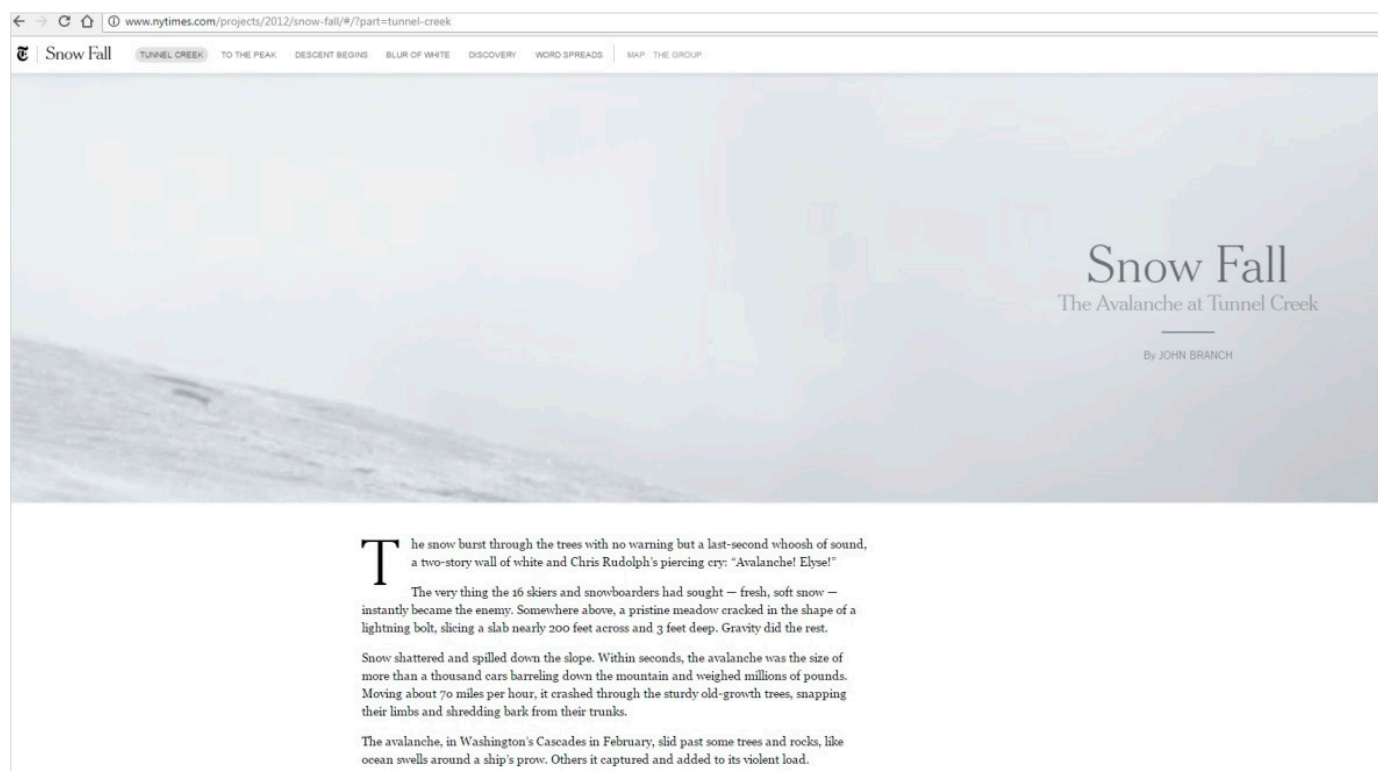 www.nytimes.com/projects/2012/snow-fall/#/?part=tunnel-creek
T Snow Fall TUNNEL CREEK TO THE PEAK DESCENT BEGINS BLUR OF WHITE DISCOVERY WORD SPREADS MAP THE GROUP
Snow Fall
The Avalanche at Tunnel Creek
By JOHN BRANCH
The snow burst through the trees with no warning but a last-second whoosh of sound,
a two-story wall of white and Chris Rudolph's piercing cry: “Avalanche! Elyse!”
The very thing the 16 skiers and snowboarders had sought — fresh, soft snow —
instantly became the enemy. Somewhere above, a pristine meadow cracked in the shape of a
lightning bolt, slicing a slab nearly 200 feet across and 3 feet deep. Gravity did the rest.
Snow shattered and spilled down the slope. Within seconds, the avalanche was the size of
more than a thousand cars barreling down the mountain and weighed millions of pounds.
Moving about 70 miles per hour, it crashed through the sturdy old-growth trees, snapping
their limbs and shredding bark from their trunks.
The avalanche, in Washington's Cascades in February, slid past some trees and rocks, like
ocean swells around a ship's prow. Others it captured and added to its violent load.